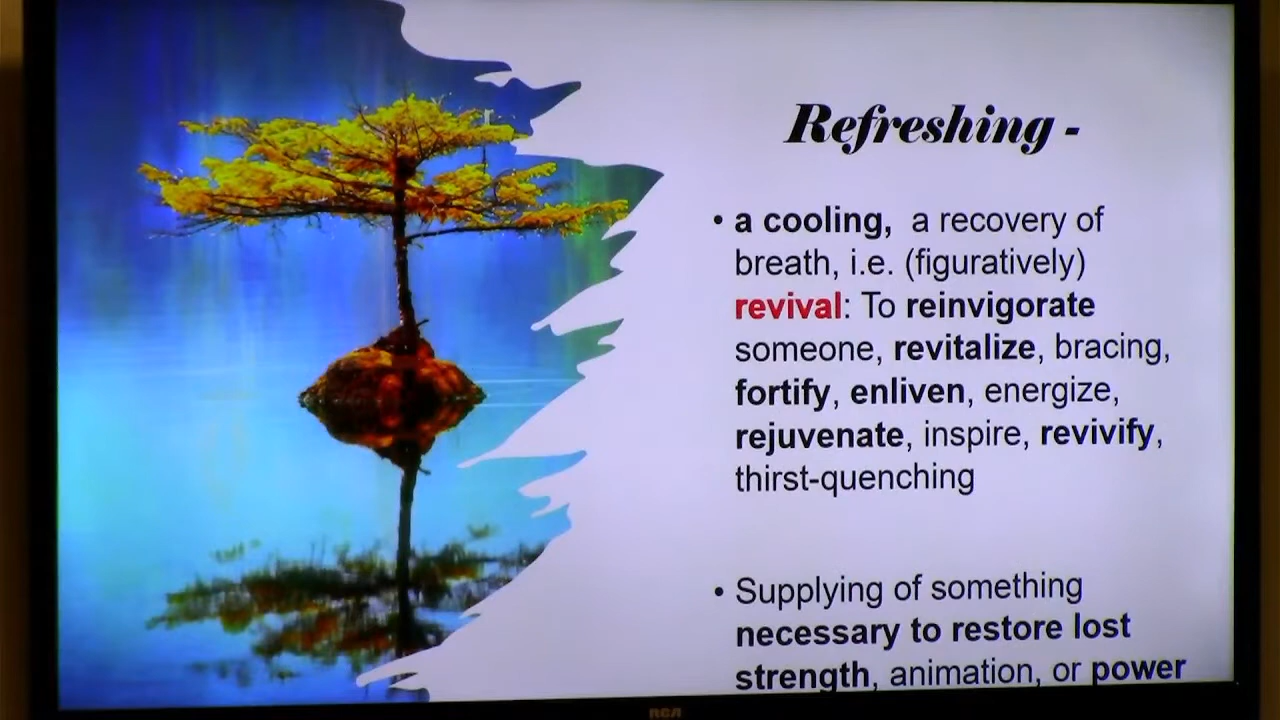 Refreshing -
• a cooling, a recovery of
breath, i.e. (figuratively)
revival: To reinvigorate
someone, revitalize, bracing,
fortify, enliven, energize,
rejuvenate, inspire, revivify,
thirst-quenching
• Supplying of something
necessary to restore lost
strength, animation, or power
RCA